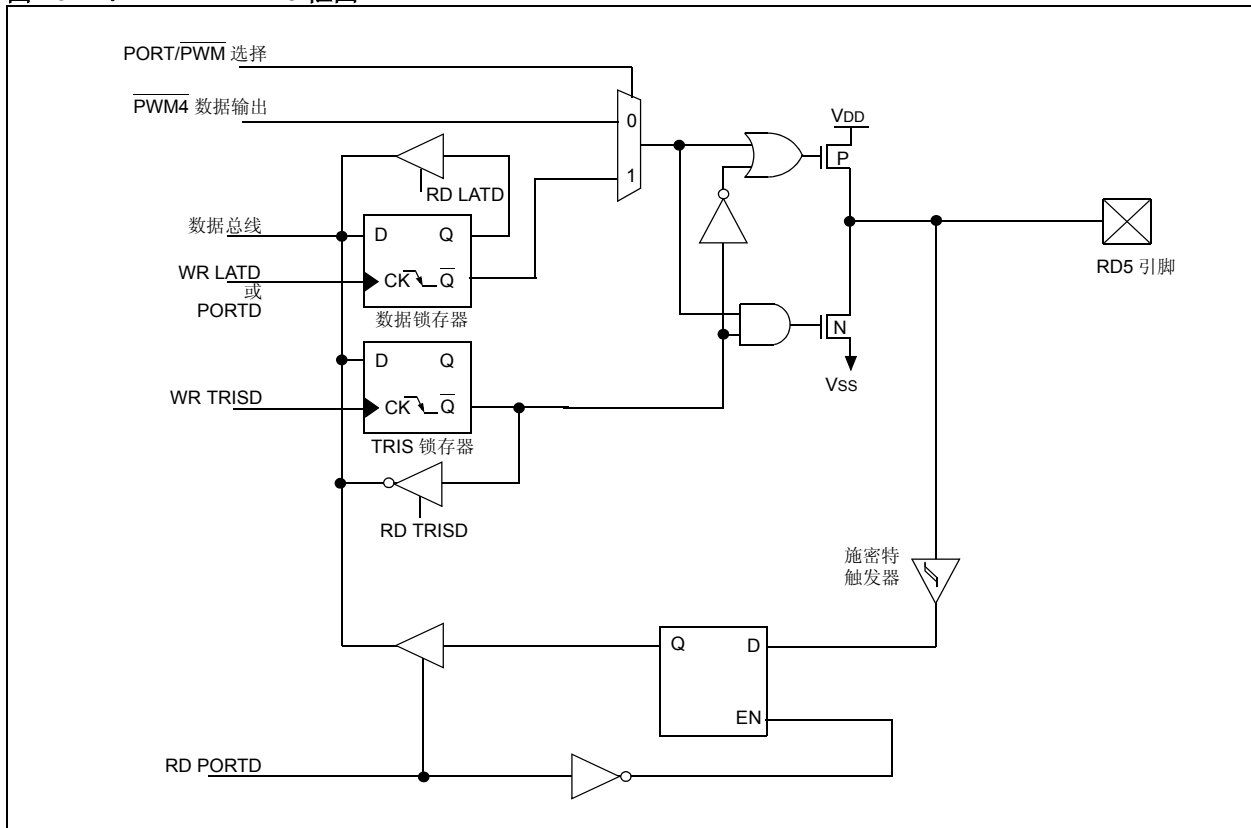 PORT/PWM 选择
PWM4 数据输出
0
1
VDD
P
RD LATD
数据总线
D Q
WR LATD
或
PORTD
CK Q
数据锁存器
RD5 引脚
N
VSS
D Q
WR TRISD
CK Q
TRIS 锁存器
RD TRISD
施密特
触发器
Q D
EN
RD PORTD